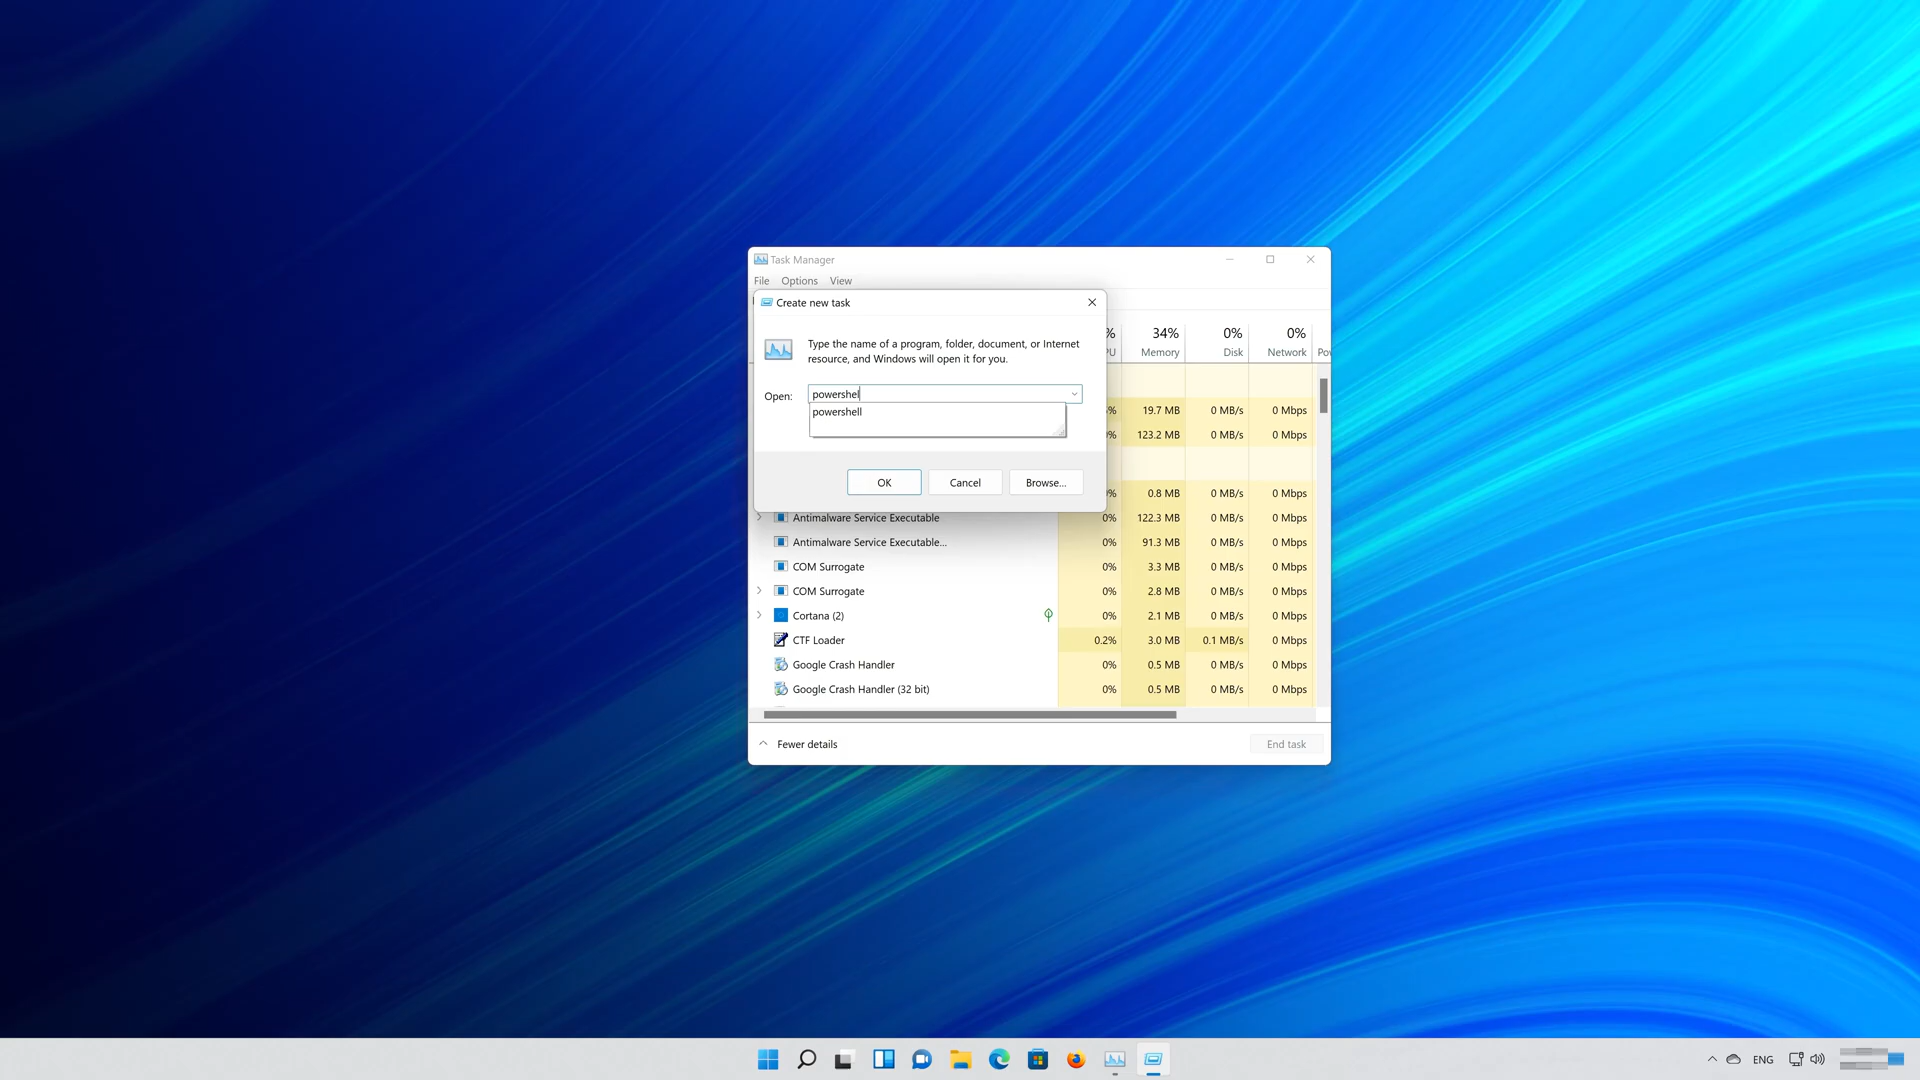 Task Manager
File Options View
Create new task
Type the name of a program, folder, document, or Internet
resource, and Windows will open it for you.
Open: powershel
powershell
OK Cancel Browse...
% 34% 0% 0%
PU Memory Disk Network Po
% 19.7 MB 0 MB/s 0 Mbps
% 123.2 MB 0 MB/s 0 Mbps
% 0.8 MB 0 MB/s 0 Mbps
Antimalware Service Executable 0% 122.3 MB 0 MB/s 0 Mbps
Antimalware Service Executable... 0% 91.3 MB 0 MB/s 0 Mbps
COM Surrogate 0% 3.3 MB 0 MB/s 0 Mbps
COM Surrogate 0% 2.8 MB 0 MB/s 0 Mbps
Cortana (2) 0% 2.1 MB 0 MB/s 0 Mbps
CTF Loader 0.2% 3.0 MB 0.1 MB/s 0 Mbps
Google Crash Handler 0% 0.5 MB 0 MB/s 0 Mbps
Google Crash Handler (32 bit) 0% 0.5 MB 0 MB/s 0 Mbps
Fewer details End task
ENG